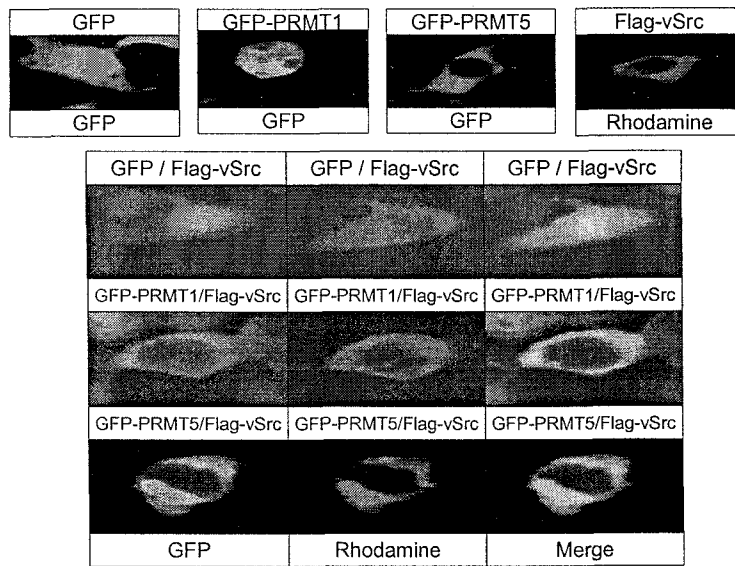 GFP GFP-PRMT1 GFP-PRMT5 Flag-vSrc
GFP GFP GFP Rhodamine
GFP / Flag-vSrc GFP / Flag-vSrc GFP / Flag-vSrc
GFP-PRMT1/Flag-vSrc GFP-PRMT1/Flag-vSrc GFP-PRMT1/Flag-vSrc
GFP-PRMT5/Flag-vSrc GFP-PRMT5/Flag-vSrc GFP-PRMT5/Flag-vSrc
GFP Rhodamine Merge